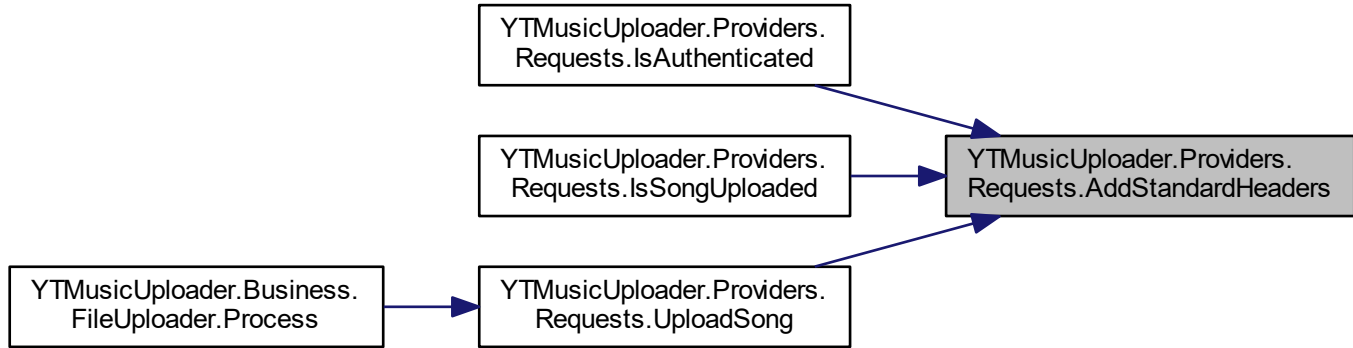 YTMusicUploader.Providers.
Requests.IsAuthenticated
YTMusicUploader.Providers.
Requests.IsSongUploaded
YTMusicUploader.Providers.
Requests.AddStandardHeaders
YTMusicUploader.Business.
FileUploader.Process
YTMusicUploader.Providers.
Requests.UploadSong